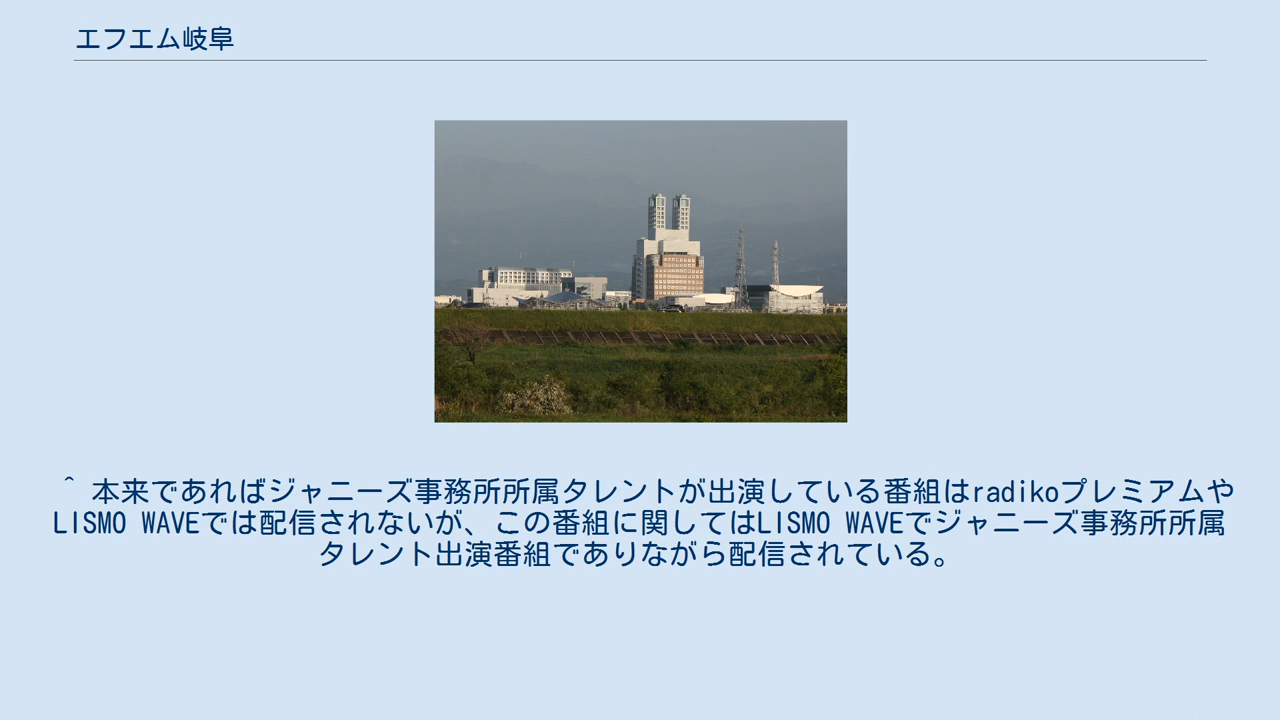 エフエム岐阜
^ 本来であればジャニーズ事務所所属タレントが出演している番組はradikoプレミアムや
LISMO WAVEでは配信されないが、この番組に関してはLISMO WAVEでジャニーズ事務所所属
タレント出演番組でありながら配信されている。